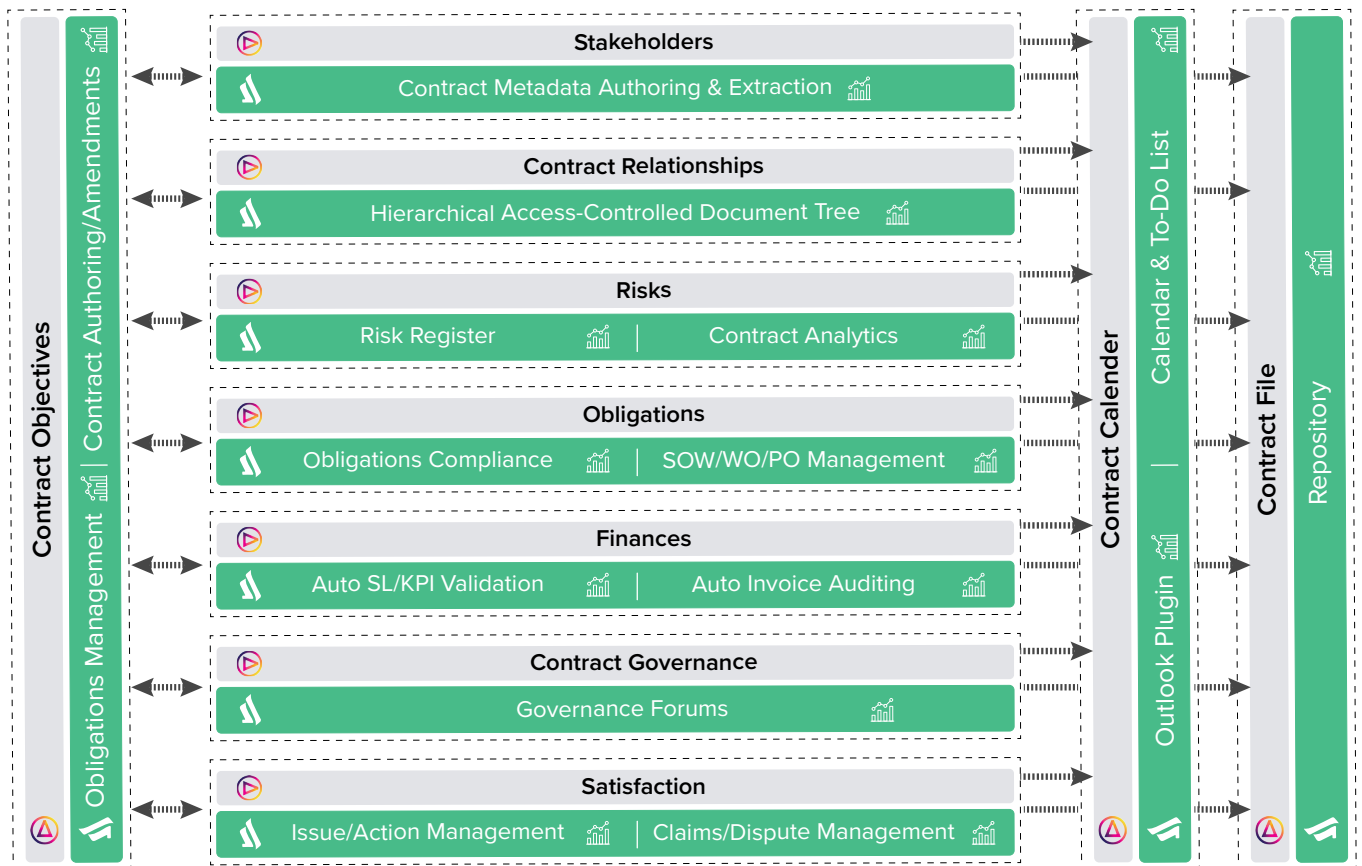 Contract Objectives
Obligations Management | Contract Authoring/Amendments
Stakeholders
Contract Metadata Authoring & Extraction
Contract Relationships
Hierarchical Access-Controlled Document Tree
Risks
Risk Register | Contract Analytics
Obligations
Obligations Compliance | SOW/WO/PO Management
Finances
Auto SL/KPI Validation | Auto Invoice Auditing
Contract Governance
Governance Forums
Satisfaction
Issue/Action Management | Claims/Dispute Management
Contract Calender
Outlook Plugin | Calendar & To-Do List
Contract File
Repository